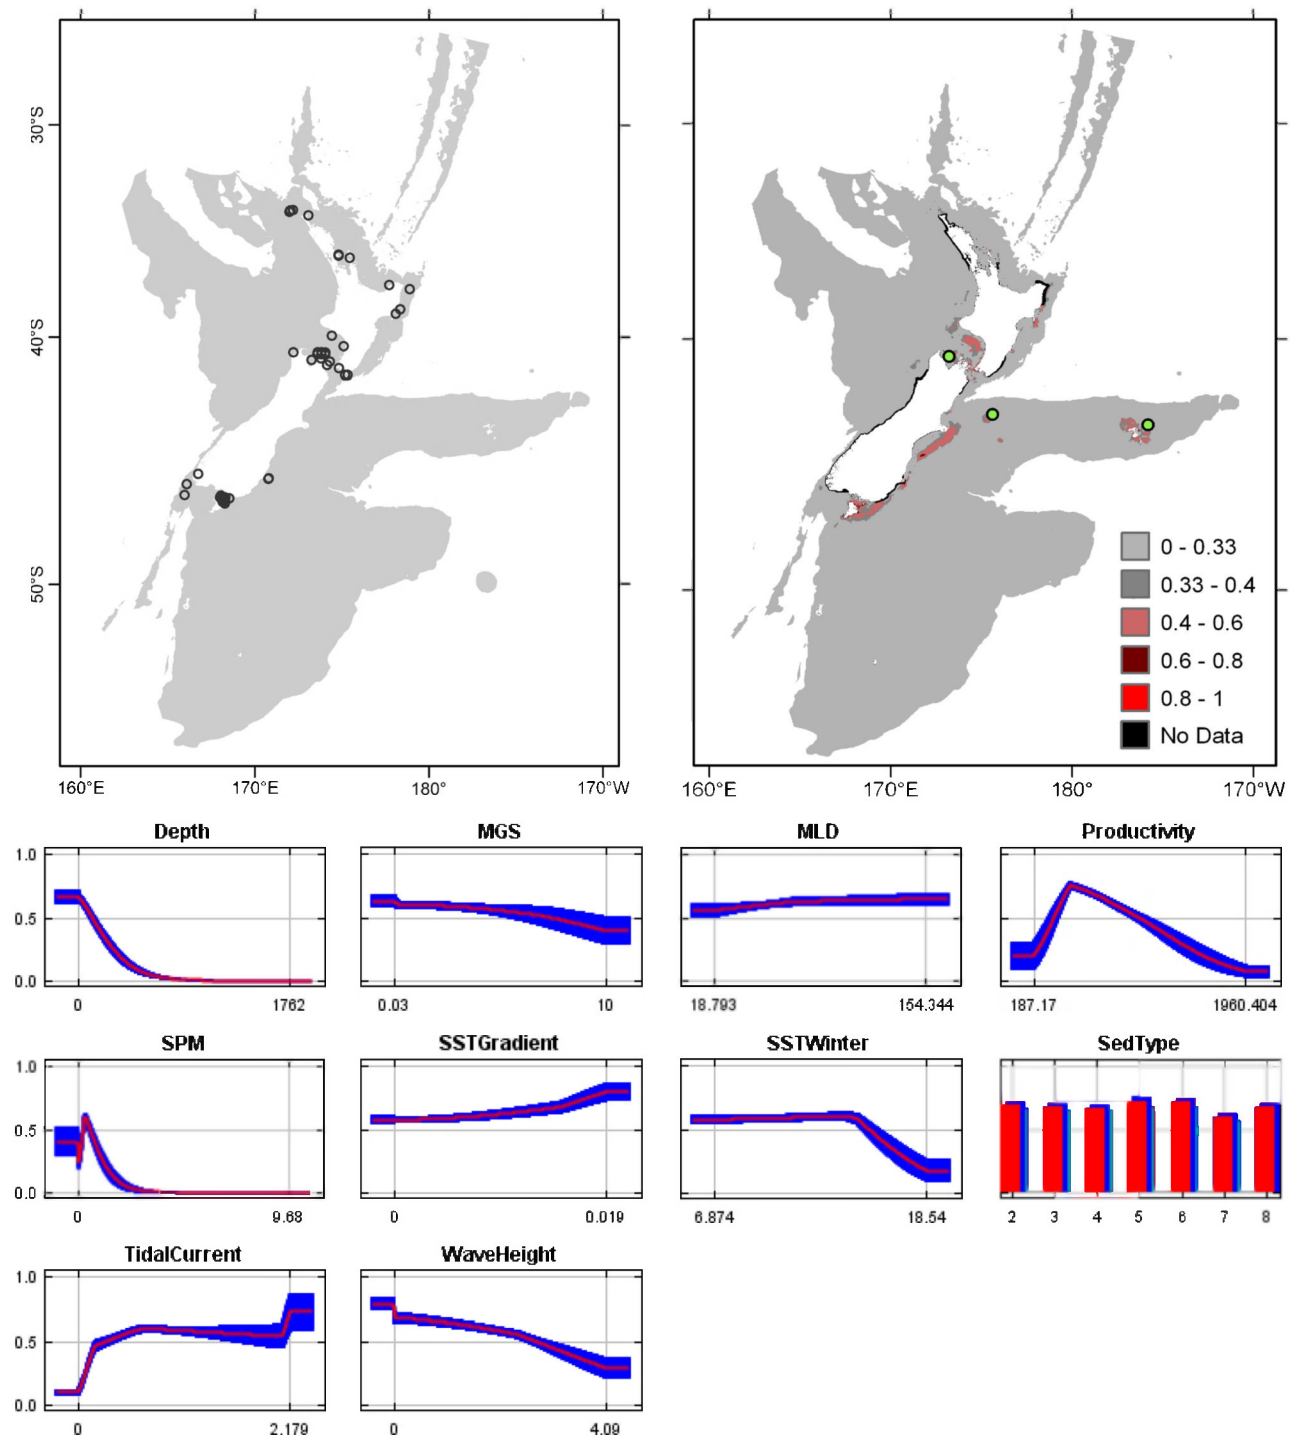 30°S
40°S
50°S
160°E 170°E 180° 170°W
160°E 170°E 180° 170°W
0 - 0.33
0.33 - 0.4
0.4 - 0.6
0.6 - 0.8
0.8 - 1
No Data
Depth MGS MLD Productivity
1.0
0.5
0.0
0 1762 0.03 10 18.793 154.344 187.17 1960.404
SPM SSTGradient SSTWinter SedType
1.0
0.5
0.0
0 9.68 0 0.019 6.874 18.54 2 3 4 5 6 7 8
TidalCurrent WaveHeight
1.0
0.5
0.0
0 2.179 0 4.09